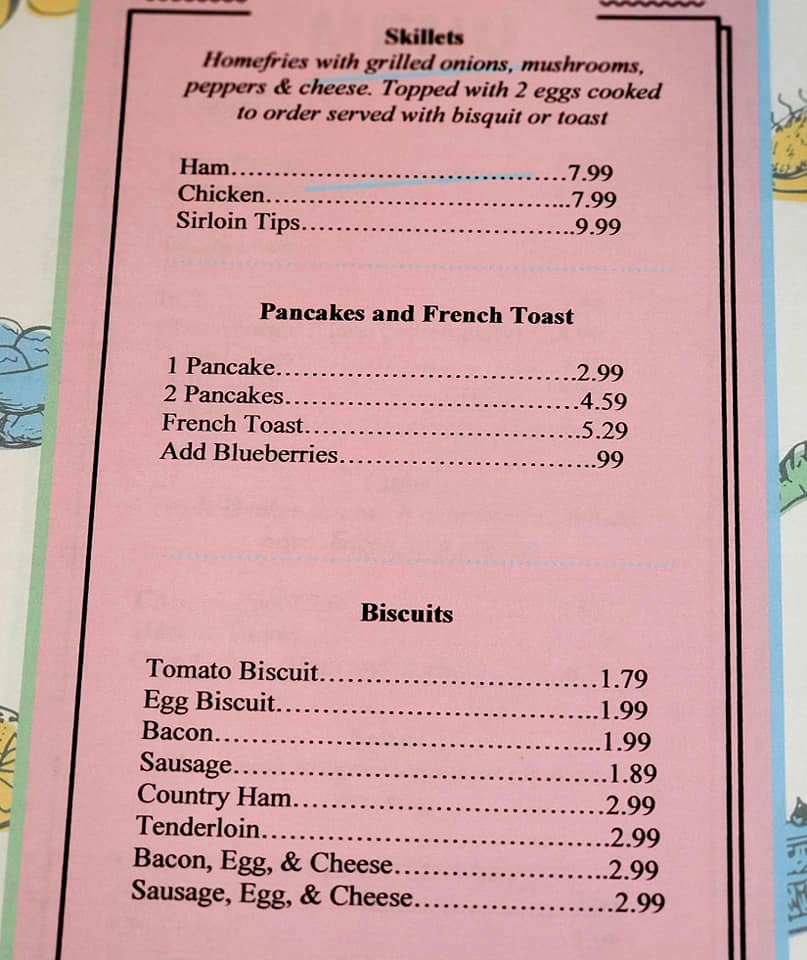 Skillets
Homefries with grilled onions, mushrooms,
peppers & cheese. Topped with 2 eggs cooked
to order served with bisquit or toast
Ham.......................................7.99
Chicken....................................7.99
Sirloin Tips................................9.99
Pancakes and French Toast
1 Pancake...................................2.99
2 Pancakes..................................4.59
French Toast................................5.29
Add Blueberries..............................99
Biscuits
Tomato Biscuit................................1.79
Egg Biscuit.....................................1.99
Bacon............................................1.99
Sausage..........................................1.89
Country Ham....................................2.99
Tenderloin.......................................2.99
Bacon, Egg, & Cheese........................2.99
Sausage, Egg, & Cheese......................2.99